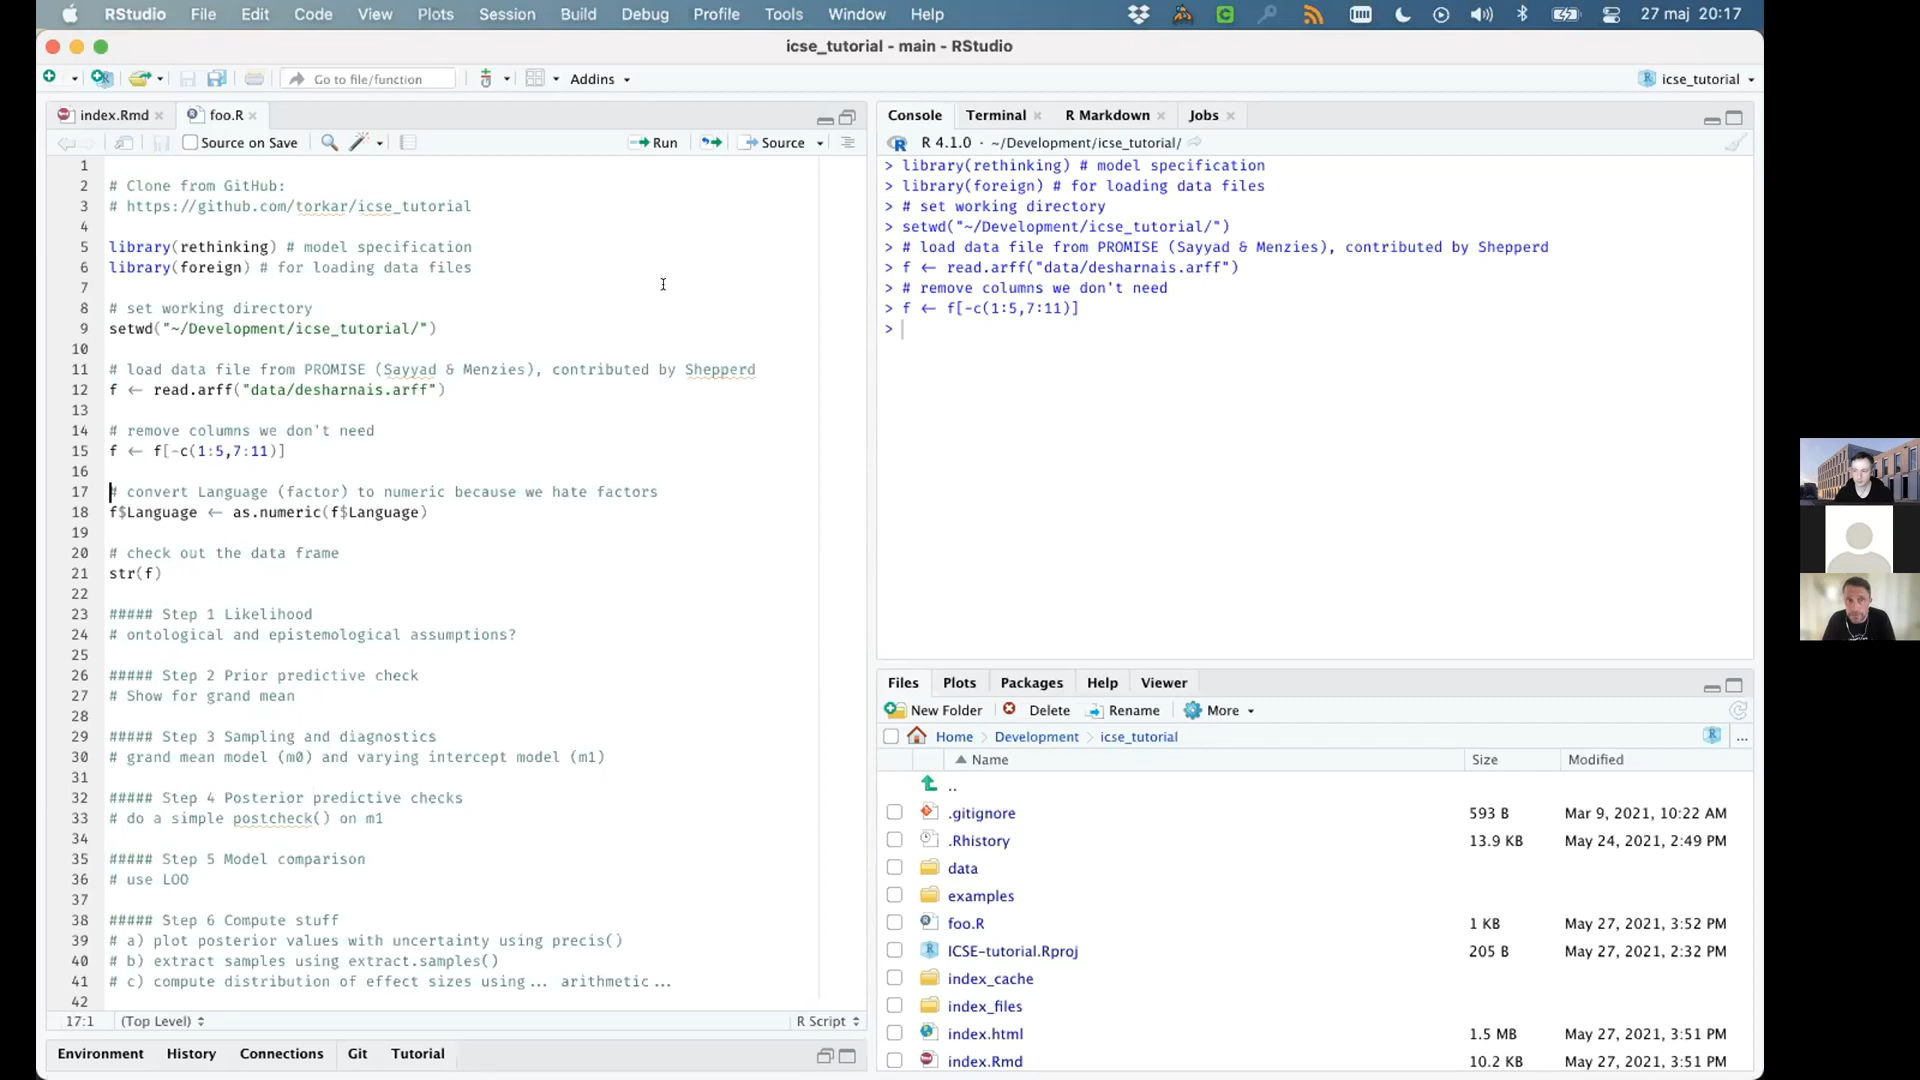 RStudio File Edit Code View Plots Session Build Debug Profile Tools Window Help 27 maj 20:17
icse_tutorial - main - RStudio
Go to file/function Addins icse_tutorial
index.Rmd foo.R
Source on Save Run Source
1
2 # Clone from GitHub:
3 # https://github.com/torkar/icse_tutorial
4
5 library(rethinking) # model specification
6 library(foreign) # for loading data files
7
8 # set working directory
9 setwd("~/Development/icse_tutorial/")
10
11 # load data file from PROMISE (Sayyad & Menzies), contributed by Shepperd
12 f ← read.arff("data/desharnais.arff")
13
14 # remove columns we don't need
15 f ← f[-c(1:5,7:11)]
16
17 # convert Language (factor) to numeric because we hate factors
18 f$Language ← as.numeric(f$Language)
19
20 # check out the data frame
21 str(f)
22
23 ##### Step 1 Likelihood
24 # ontological and epistemological assumptions?
25
26 ##### Step 2 Prior predictive check
27 # Show for grand mean
28
29 ##### Step 3 Sampling and diagnostics
30 # grand mean model (m0) and varying intercept model (m1)
31
32 ##### Step 4 Posterior predictive checks
33 # do a simple postcheck() on m1
34
35 ##### Step 5 Model comparison
36 # use LOO
37
38 ##### Step 6 Compute stuff
39 # a) plot posterior values with uncertainty using precis()
40 # b) extract samples using extract.samples()
41 # c) compute distribution of effect sizes using... arithmetic...
42
17:1 (Top Level) R Script
Environment History Connections Git Tutorial
Console Terminal R Markdown Jobs
R 4.1.0 · ~/Development/icse_tutorial/
> library(rethinking) # model specification
> library(foreign) # for loading data files
> # set working directory
> setwd("~/Development/icse_tutorial/")
> # load data file from PROMISE (Sayyad & Menzies), contributed by Shepperd
> f ← read.arff("data/desharnais.arff")
> # remove columns we don't need
> f ← f[-c(1:5,7:11)]
>
Files Plots Packages Help Viewer
New Folder Delete Rename More
Home Development icse_tutorial ...
Name Size Modified
..
.gitignore 593 B Mar 9, 2021, 10:22 AM
.Rhistory 13.9 KB May 24, 2021, 2:49 PM
data
examples
foo.R 1 KB May 27, 2021, 3:52 PM
ICSE-tutorial.Rproj 205 B May 27, 2021, 2:32 PM
index_cache
index_files
index.html 1.5 MB May 27, 2021, 3:51 PM
index.Rmd 10.2 KB May 27, 2021, 3:51 PM